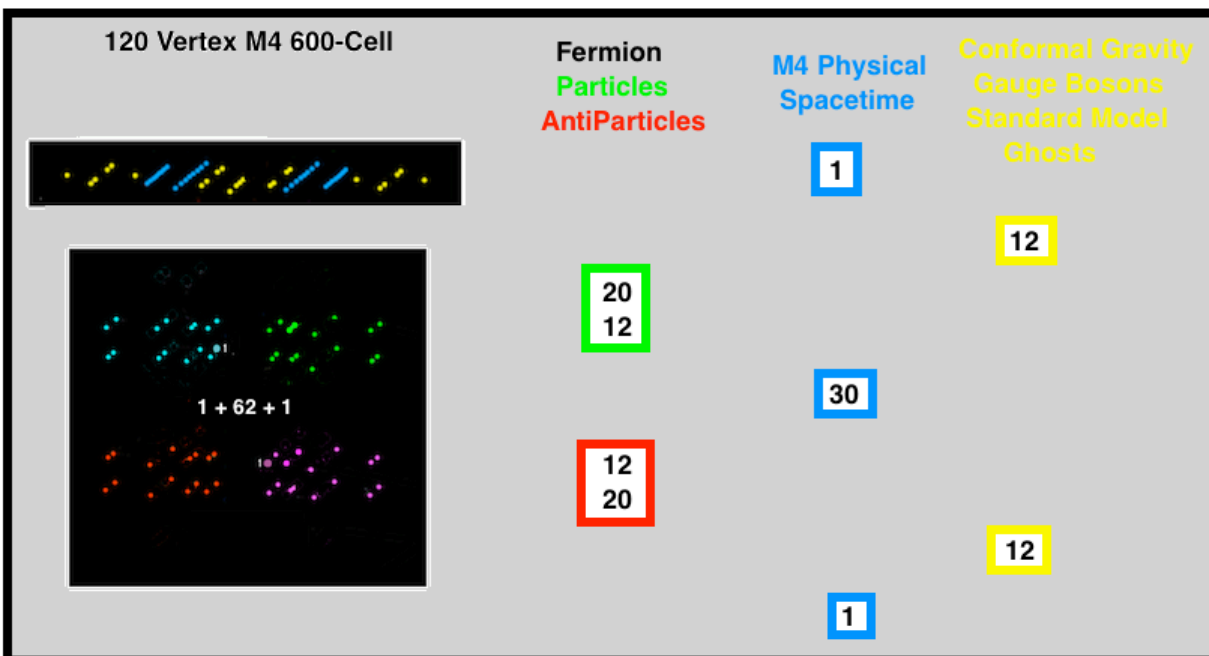 120 Vertex M4 600-Cell
Fermion
Particles
AntiParticles
M4 Physical
Spacetime
Conformal Gravity
Gauge Bosons
Standard Model
Ghosts
1
12
20
12
1
1 + 62 + 1
30
1
12
20
12
1